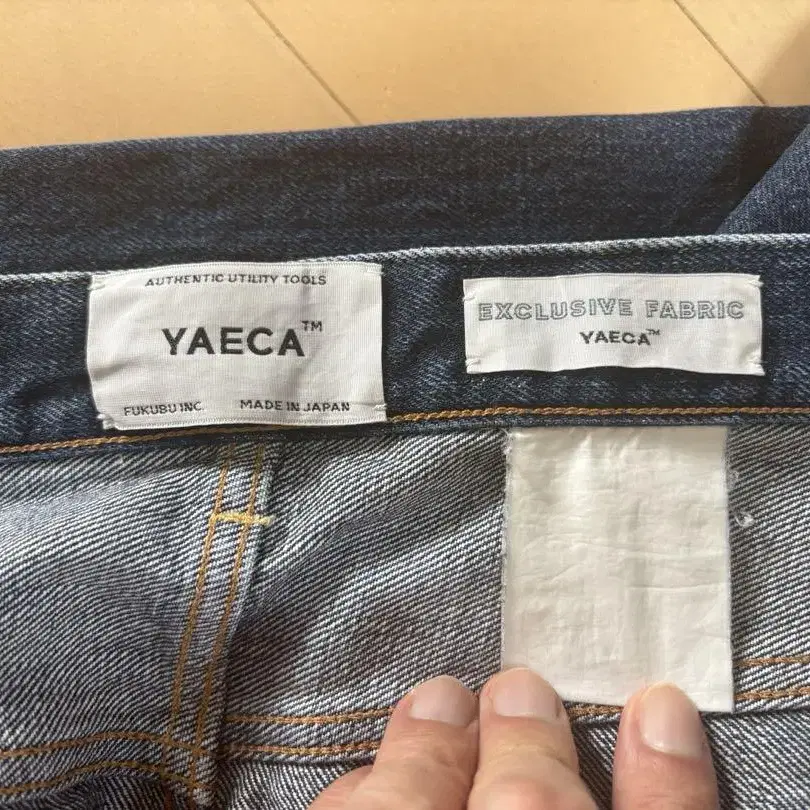 AUTHENTIC UTILITY TOOLS
YAECA™
FUKUBU INC. MADE IN JAPAN
EXCLUSIVE FABRIC
YAECA™